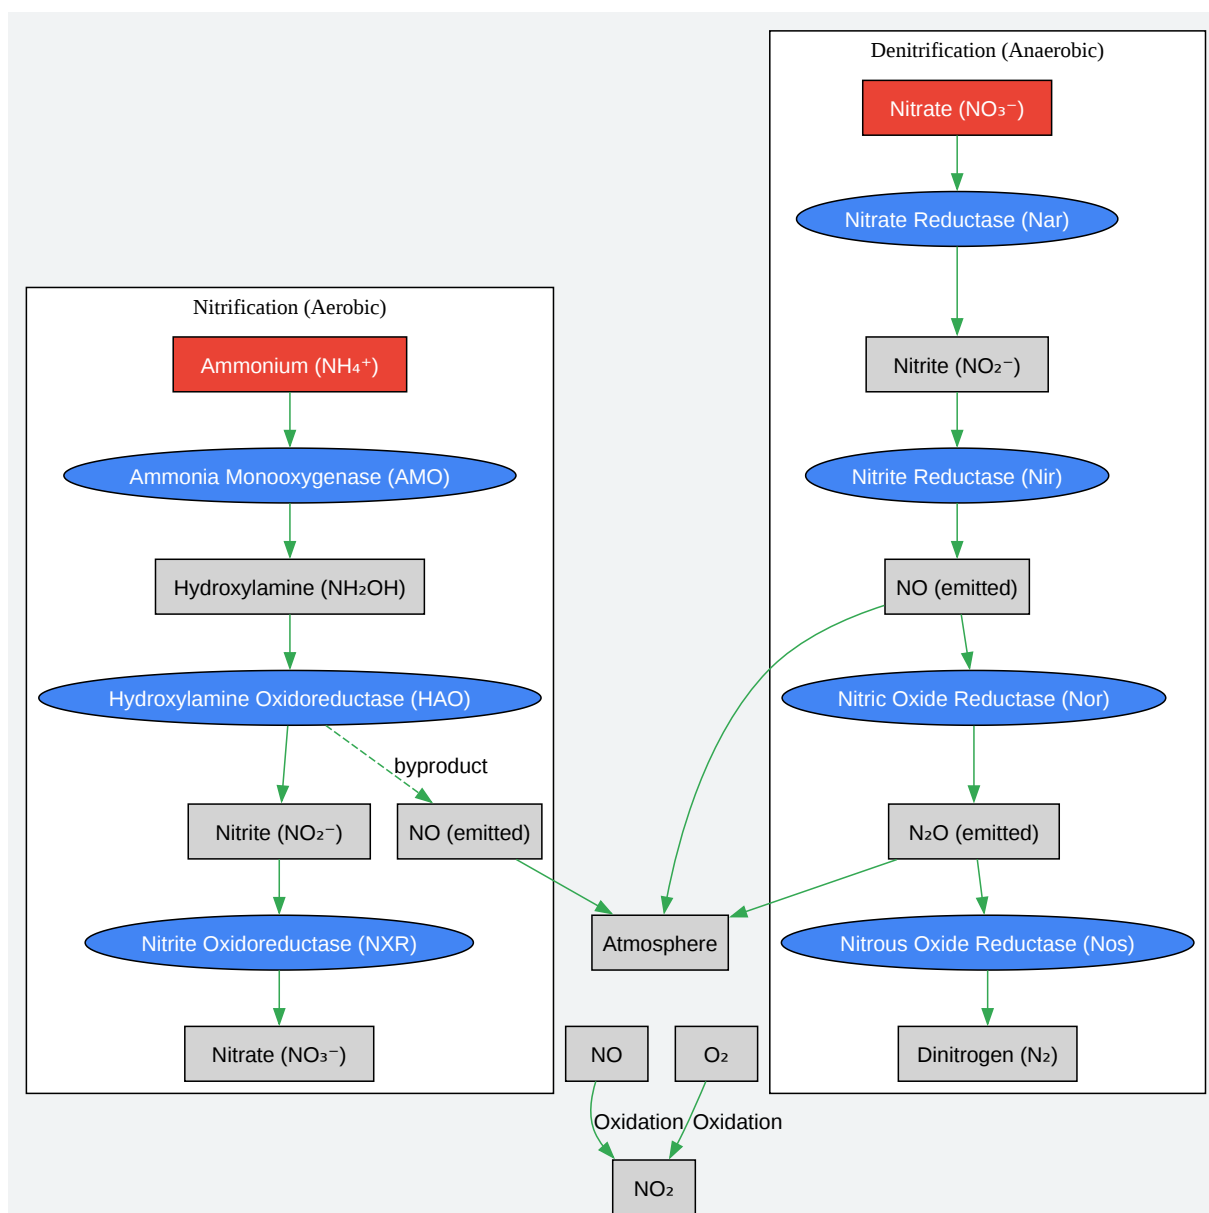 Nitrification (Aerobic)
Ammonium (NH₄⁺)
Ammonia Monooxygenase (AMO)
Hydroxylamine (NH₂OH)
Hydroxylamine Oxidoreductase (HAO)
byproduct
Nitrite (NO₂⁻)
NO (emitted)
Nitrite Oxidoreductase (NXR)
Nitrate (NO₃⁻)
Denitrification (Anaerobic)
Nitrate (NO₃⁻)
Nitrate Reductase (Nar)
Nitrite (NO₂⁻)
Nitrite Reductase (Nir)
NO (emitted)
Nitric Oxide Reductase (Nor)
N₂O (emitted)
Nitrous Oxide Reductase (Nos)
Dinitrogen (N₂)
Atmosphere
NO
O₂
Oxidation
Oxidation
NO₂